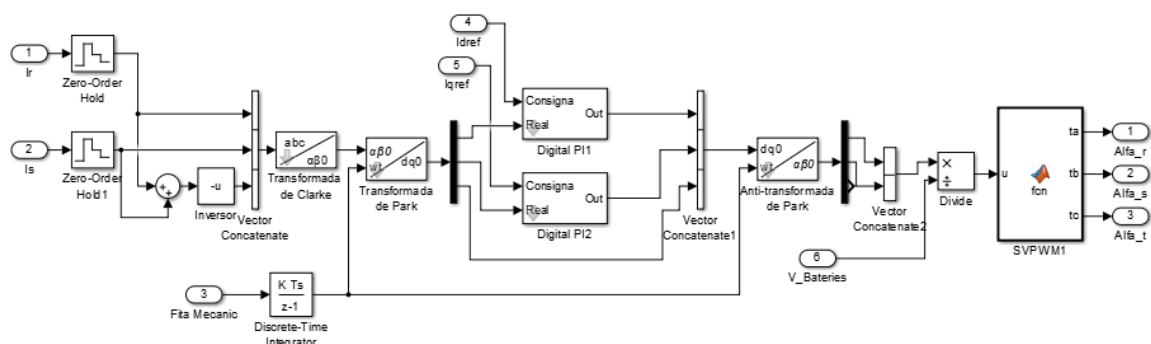 1
Ir
Zero-Order
Hold
2
Is
Zero-Order
Hold1
++
-u
Inversor
Vector
Concatenate
abc
αβ0
Transformada
de Clarke
αβ0
wt
dq0
Transformada
de Park
3
Fita Mecanic
K Ts
z-1
Discrete-Time
Integrator
4
Idref
5
Iqref
Consigna
Real
Out
Digital PI1
Consigna
Real
Out
Digital PI2
Vector
Concatenate1
dq0
wt
αβ0
Anti-transformada
de Park
Vector
Concatenate2
6
V_Bateries
×
÷
Divide
u
fcn
ta
tb
tc
SVPWM1
1
Alfa_r
2
Alfa_s
3
Alfa_t